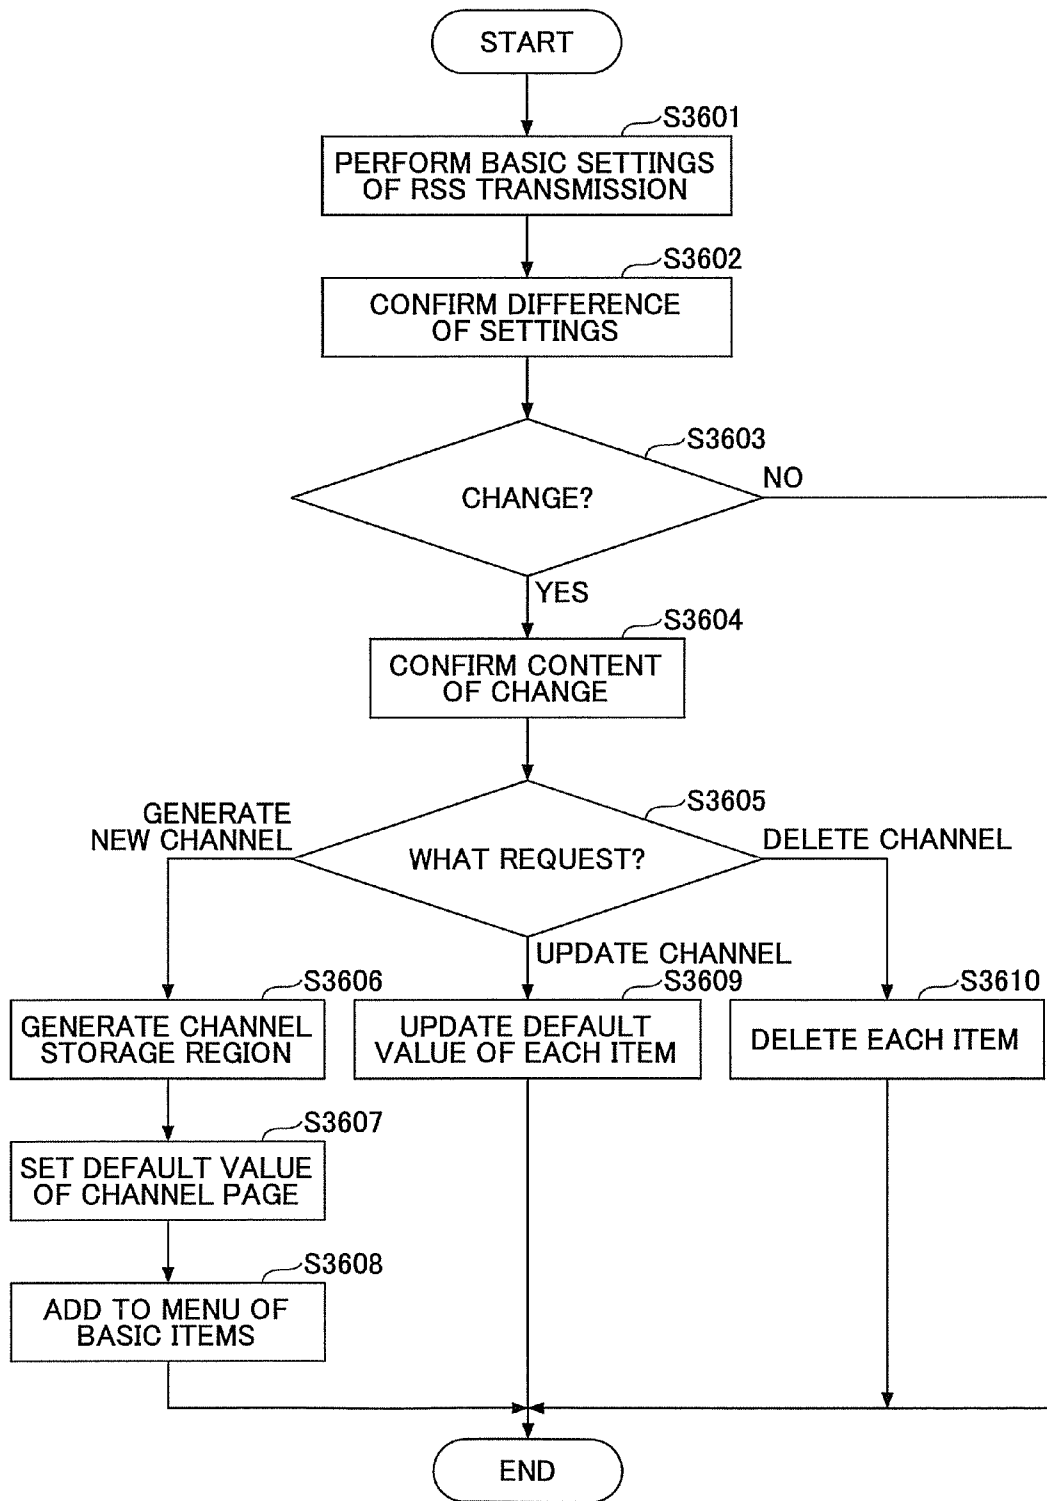 START
S3601
PERFORM BASIC SETTINGS
OF RSS TRANSMISSION
S3602
CONFIRM DIFFERENCE
OF SETTINGS
S3603
CHANGE?
NO
YES
S3604
CONFIRM CONTENT
OF CHANGE
S3605
WHAT REQUEST?
GENERATE
NEW CHANNEL
DELETE CHANNEL
UPDATE CHANNEL
S3606
GENERATE CHANNEL
STORAGE REGION
S3609
UPDATE DEFAULT
VALUE OF EACH ITEM
S3610
DELETE EACH ITEM
S3607
SET DEFAULT VALUE
OF CHANNEL PAGE
S3608
ADD TO MENU OF
BASIC ITEMS
END